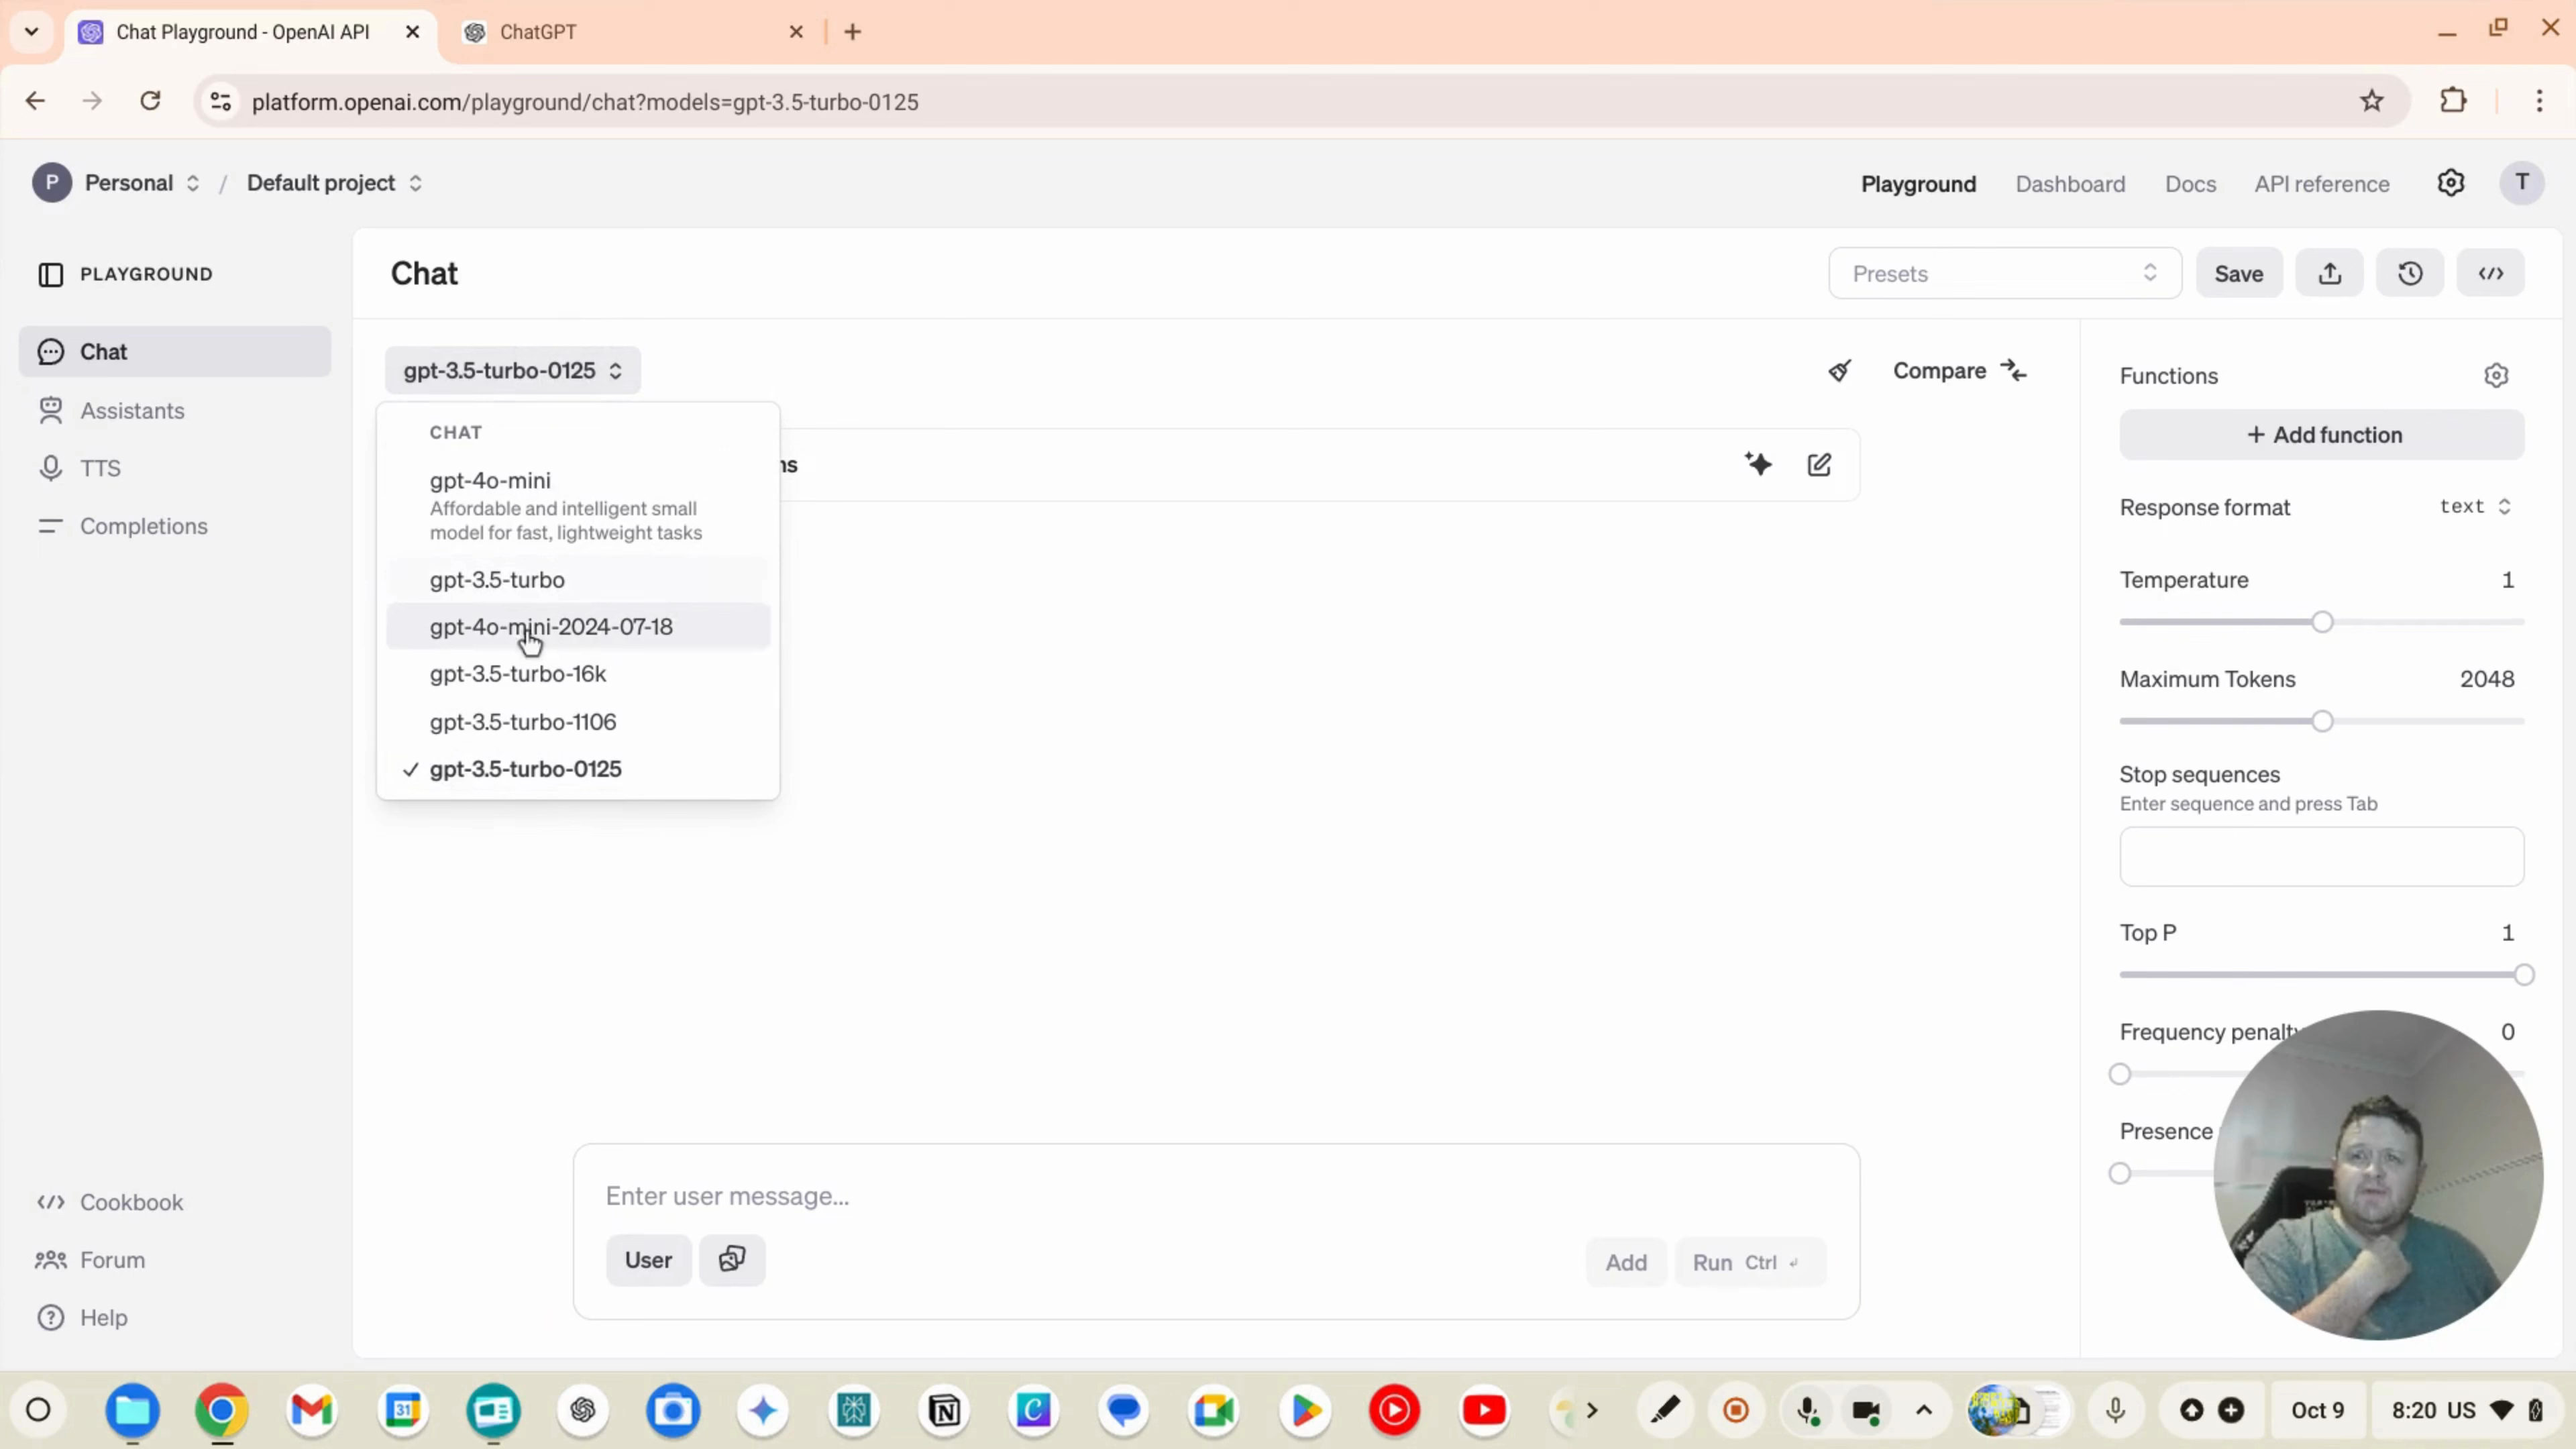 Chat Playground - OpenAI API
ChatGPT
platform.openai.com/playground/chat?models=gpt-3.5-turbo-0125
P Personal / Default project
Playground Dashboard Docs API reference T
PLAYGROUND
Chat
Assistants
TTS
Completions
Cookbook
Forum
Help
Chat
Presets
Save
gpt-3.5-turbo-0125
Compare
CHAT
gpt-4o-mini
Affordable and intelligent small
model for fast, lightweight tasks
gpt-3.5-turbo
gpt-4o-mini-2024-07-18
gpt-3.5-turbo-16k
gpt-3.5-turbo-1106
gpt-3.5-turbo-0125
Functions
+ Add function
Response format text
Temperature 1
Maximum Tokens 2048
Stop sequences
Enter sequence and press Tab
Top P 1
Frequency penalty 0
Presence
Enter user message...
User
Add
Run Ctrl
31
Oct 9
8:20 US